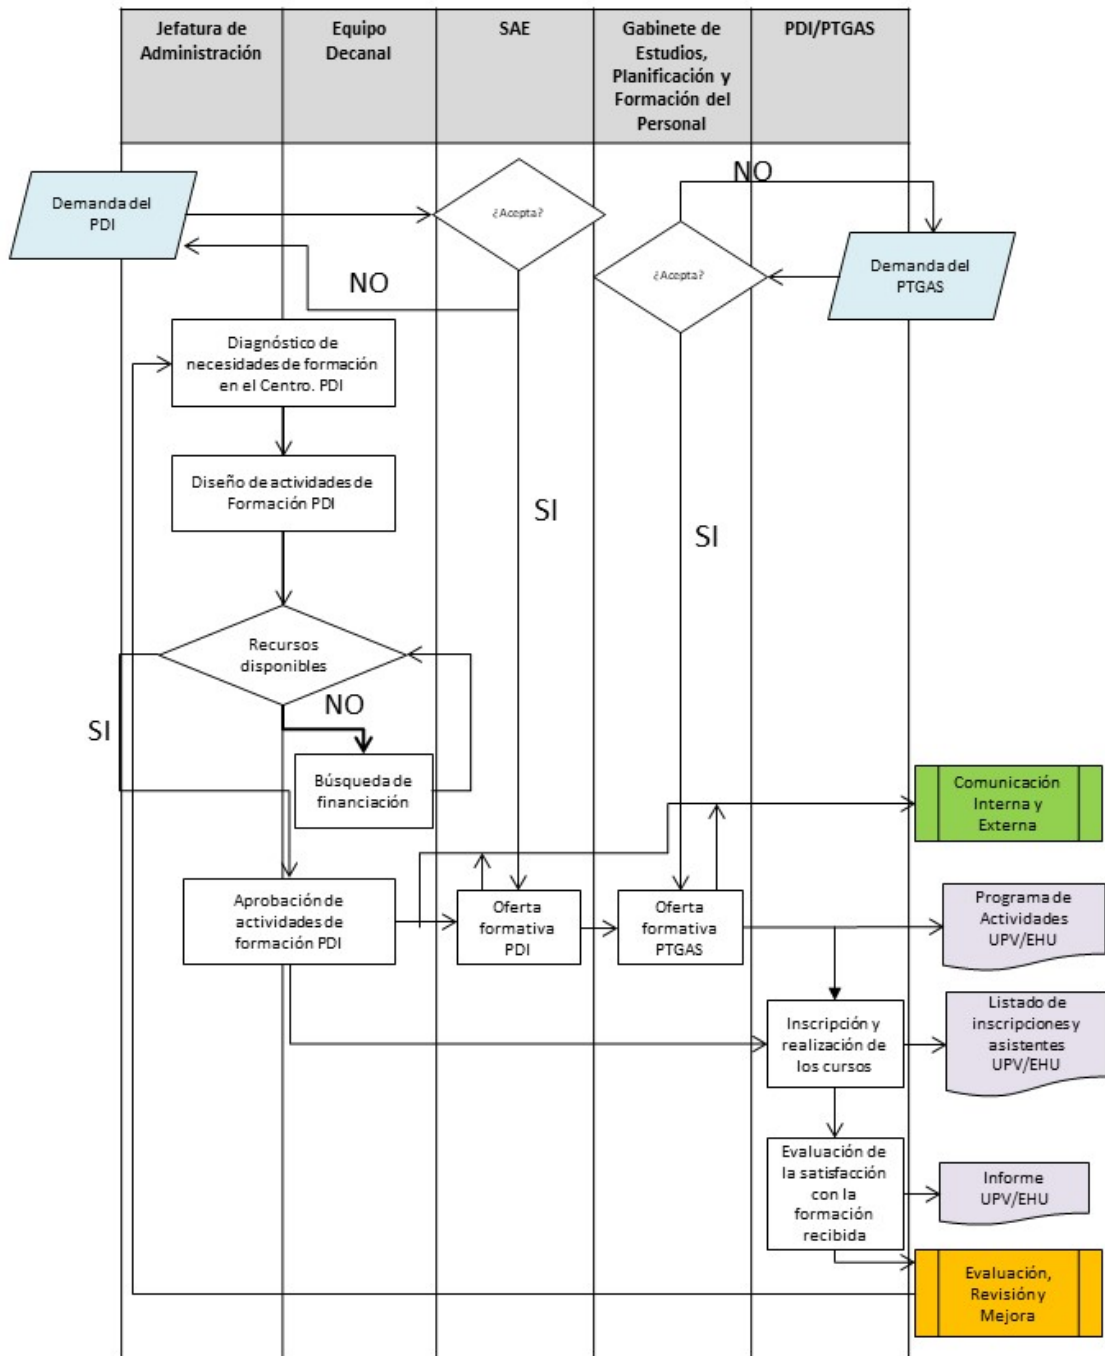 Jefatura de
Administración
Equipo
Decanal
SAE
Gabinete de
Estudios,
Planificación y
Formación del
Personal
PDI/PTGAS
Demanda del
PDI
¿Acepta?
NO
¿Acepta?
Demanda del
PTGAS
NO
Diagnóstico de
necesidades de formación
en el Centro. PDI
Diseño de actividades de
Formación PDI
SI
SI
Recursos
disponibles
NO
SI
Búsqueda de
financiación
Comunicación
Interna y
Externa
Aprobación de
actividades de
formación PDI
Oferta
formativa
PDI
Oferta
formativa
PTGAS
Programa de
Actividades
UPV/EHU
Inscripción y
realización de
los cursos
Listado de
inscripciones y
asistentes
UPV/EHU
Evaluación de
la satisfacción
con la
formación
recibida
Informe
UPV/EHU
Evaluación,
Revisión y
Mejora